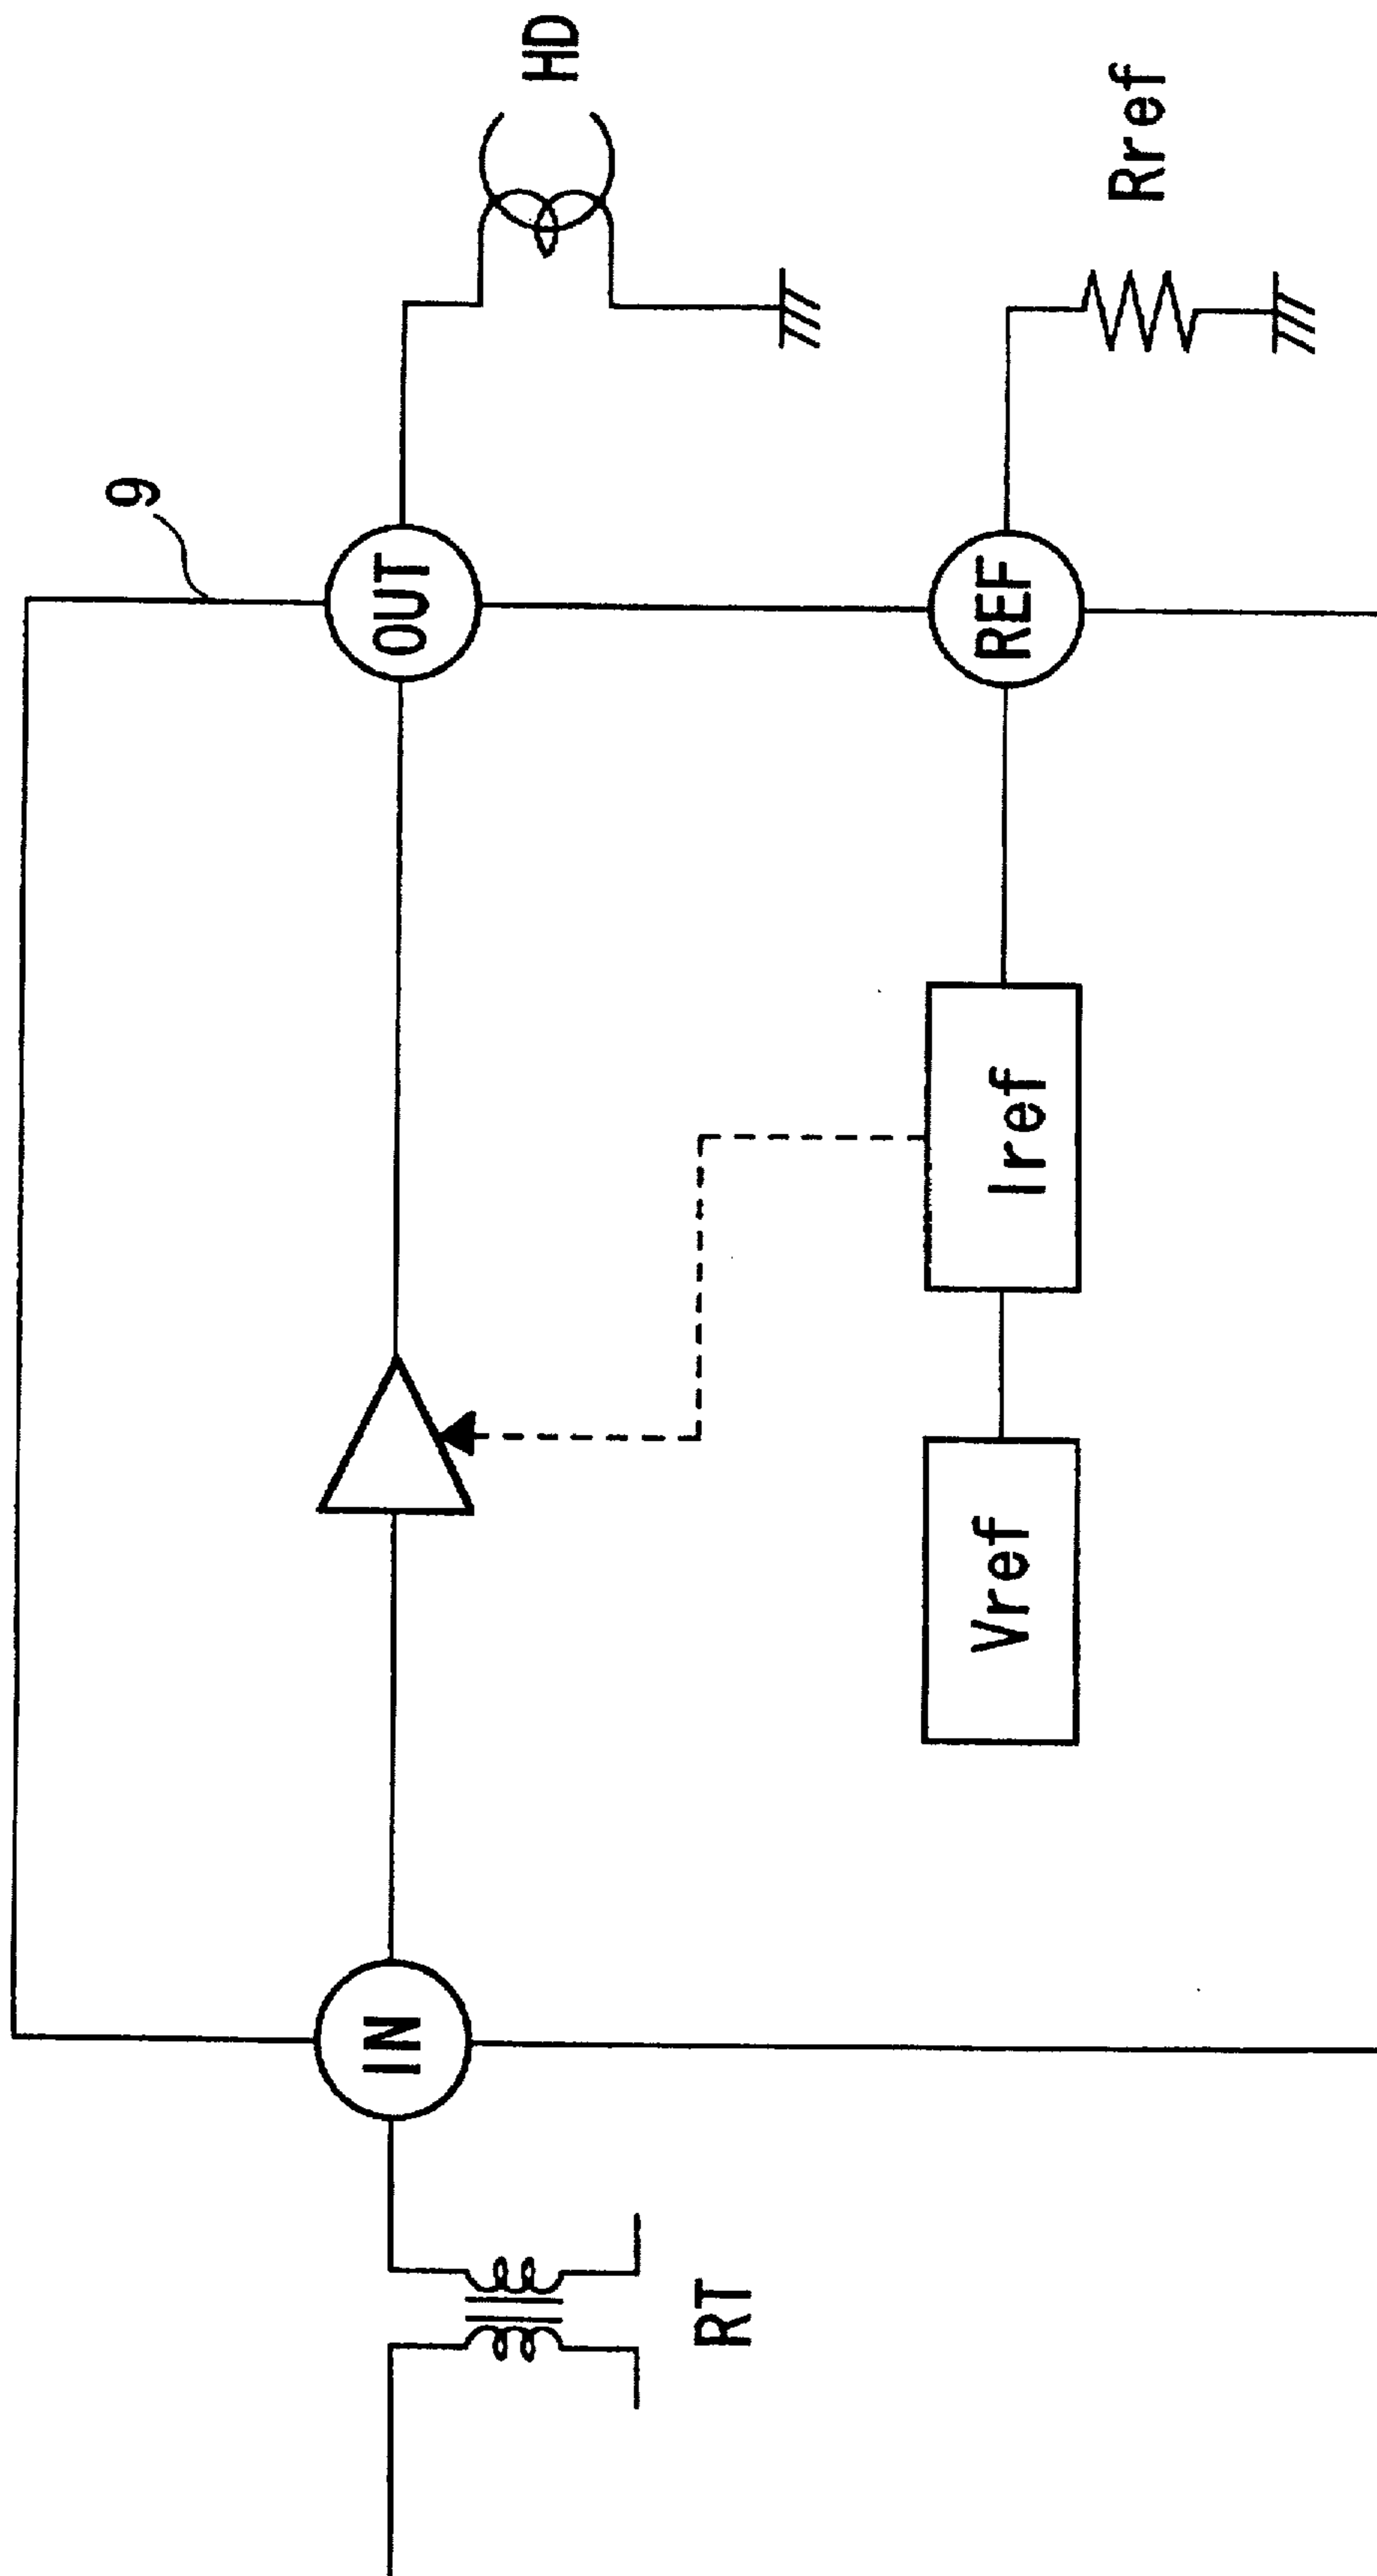 9
HD
OUT
IN
RT
Iref
Vref
REF
Rref